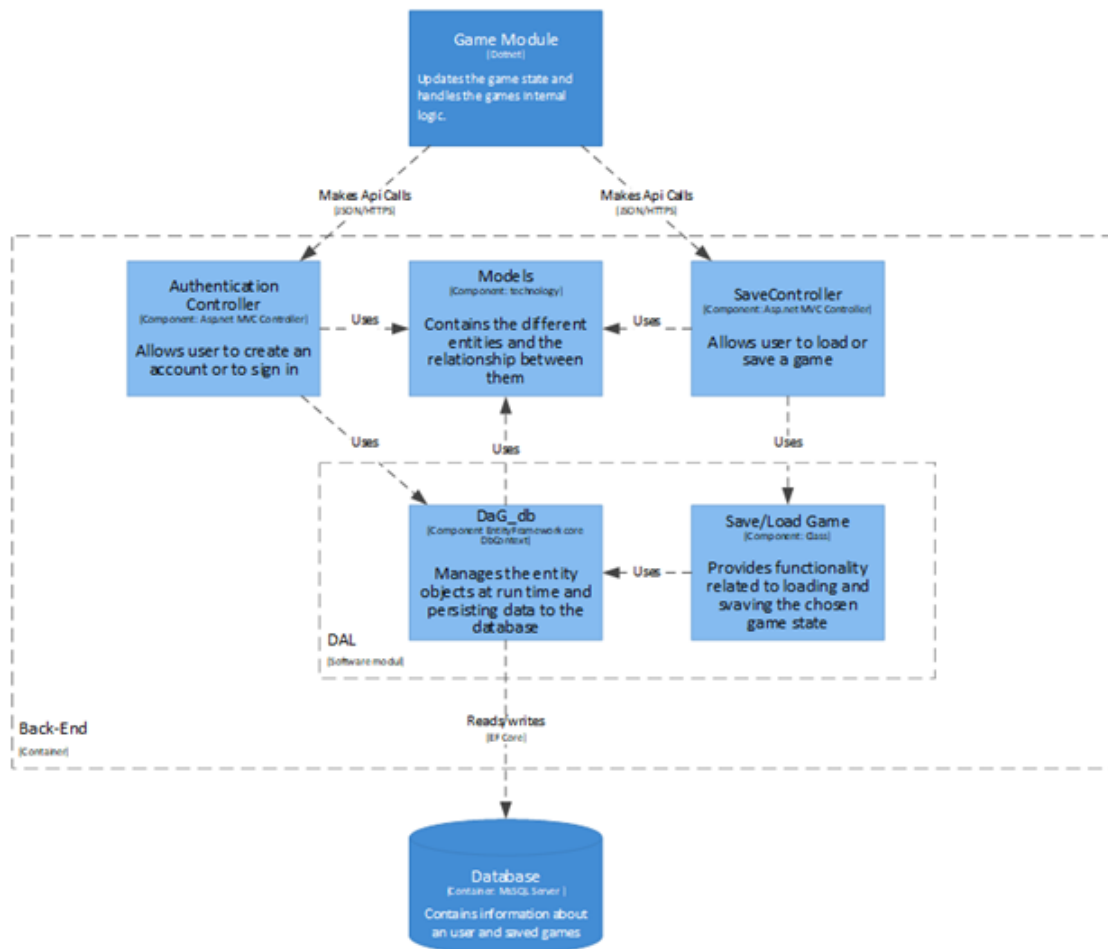 Game Module
[Dotnet]
Updates the game state and
handles the games internal
logic.
Makes Api Calls
[JSON/HTTPS]
Makes Api Calls
[JSON/HTTPS]
Authentication
Controller
[Component: Asp.net MVC Controller]
Allows user to create an
account or to sign in
Uses
Models
[Component: technology]
Contains the different
entities and the
relationship between
them
Uses
SaveController
[Component: Asp.net MVC Controller]
Allows user to load or
save a game
Uses
Uses
Uses
DaG_db
[Component EntityFramework core
DbContext]
Manages the entity
objects at run time and
persisting data to the
database
Uses
Save/Load Game
[Component: Class]
Provides functionality
related to loading and
svaving the chosen
game state
DAL
[Software modul]
Reads/writes
[EF Core]
Back-End
[Container]
Database
[Container: MsSQL Server ]
Contains information about
an user and saved games